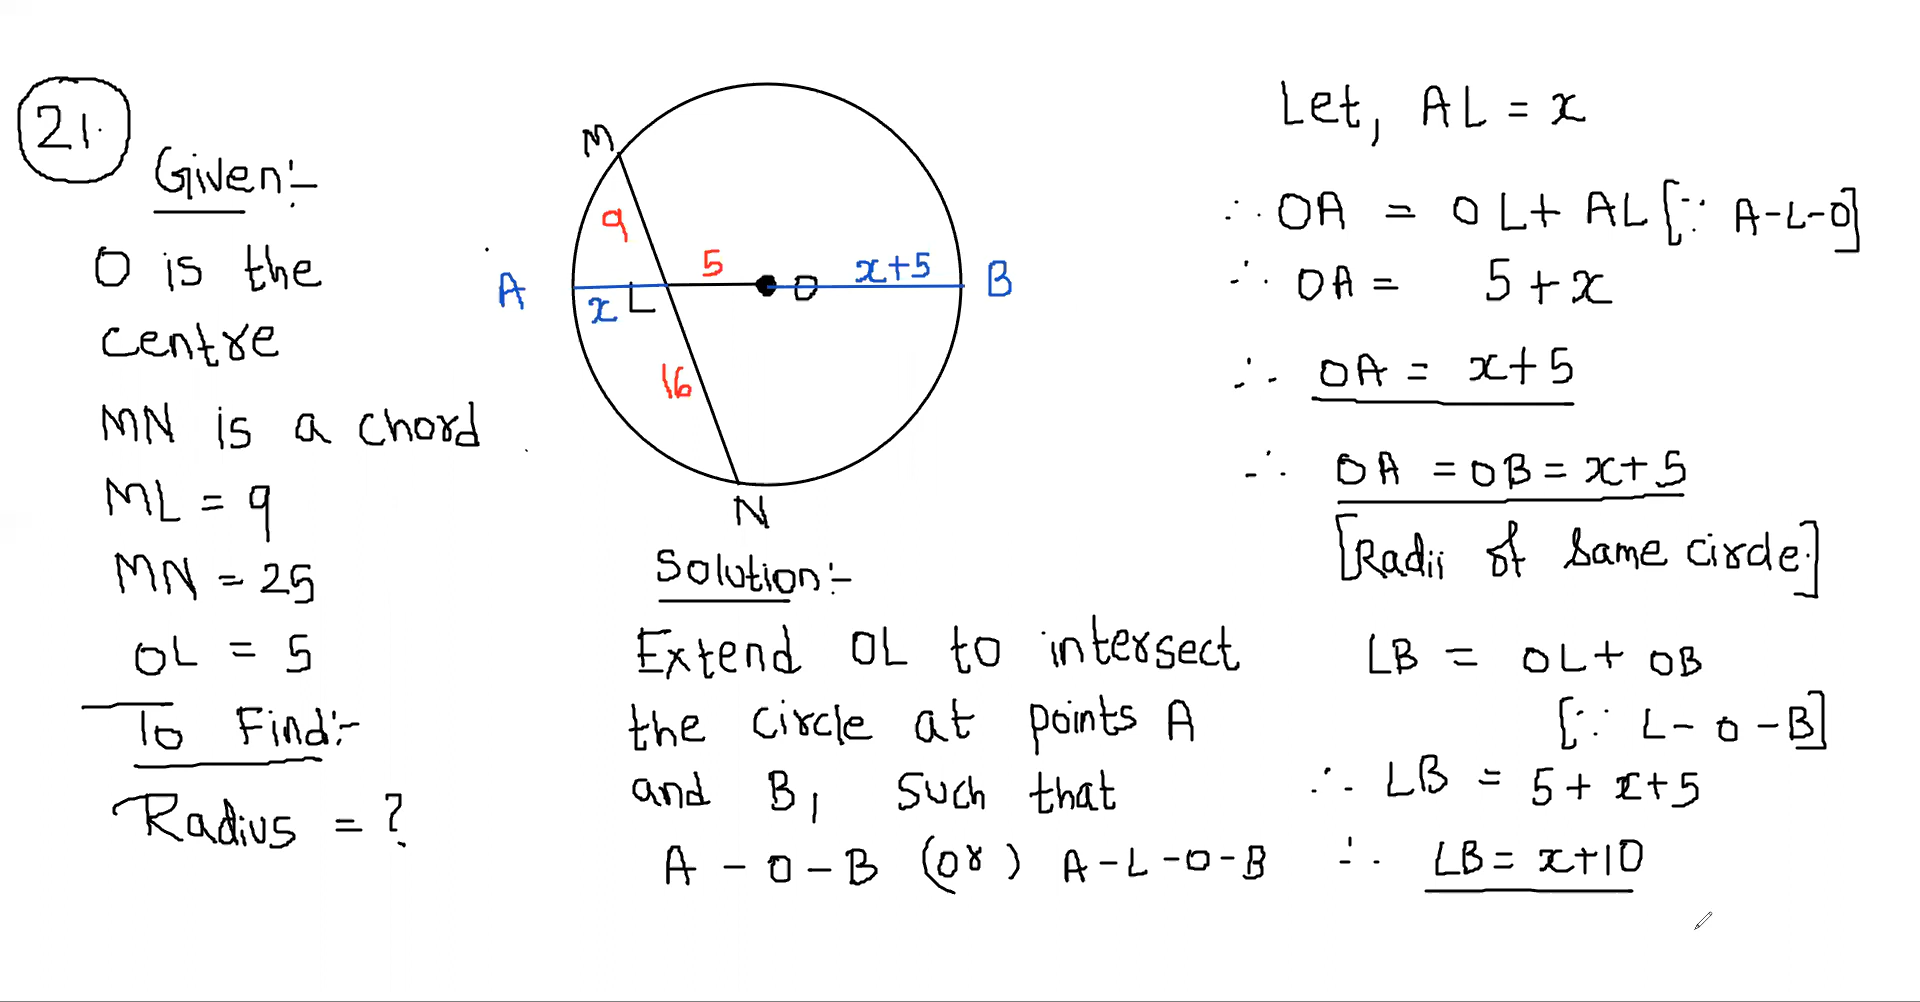 21.
Given:-
O is the
centre
MN is a chord
ML = 9
MN = 25
OL = 5
To Find:-
Radius = ?
M
9
5
x+5
A
x
L
O
B
16
N
Solution:-
Extend OL to intersect
the circle at points A
and B, such that
A - O - B (or) A - L - O - B
Let, AL = x
∴ OA = OL + AL [∵ A-L-O]
∴ OA = 5 + x
∴ OA = x+5
∴ OA = OB = x+5
[Radii of same circle.]
LB = OL + OB
[∵ L - O - B]
∴ LB = 5 + x+5
∴ LB = x+10